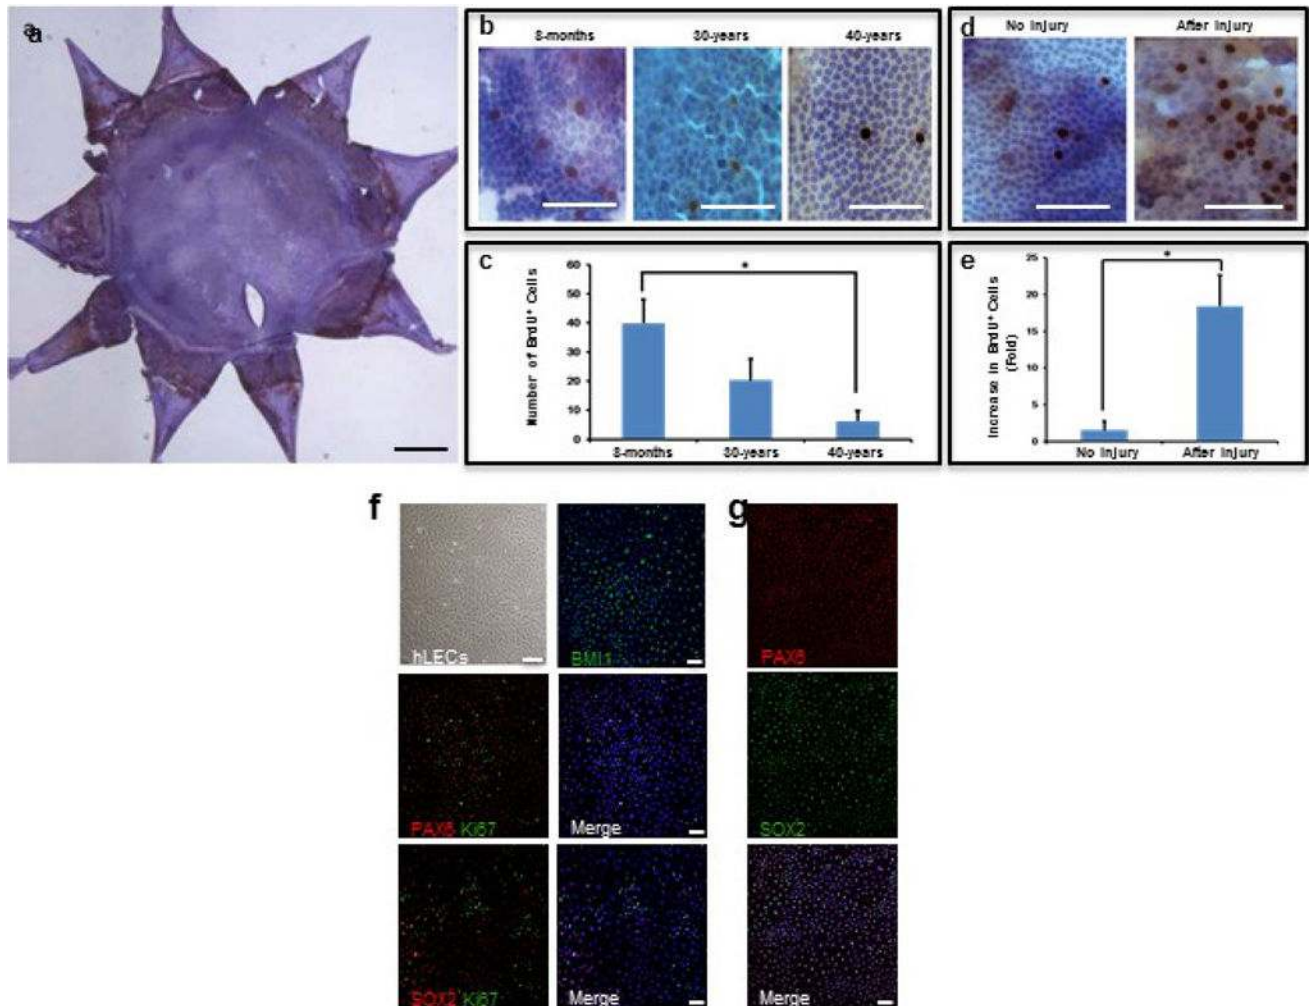 a
a
b
8-months 30-years 40-years
c
Number of BrdU+ Cells
60
50
40
30
20
10
0
*
8-months 30-years 40-years
d
No Injury After Injury
e
Increase in BrdU+ Cells
(Fold)
25
20
15
10
5
0
*
No Injury After Injury
f
hLECs
BMI1
PAX6 Ki67
Merge
SOX2 Ki67
Merge
g
PAX6
SOX2
Merge